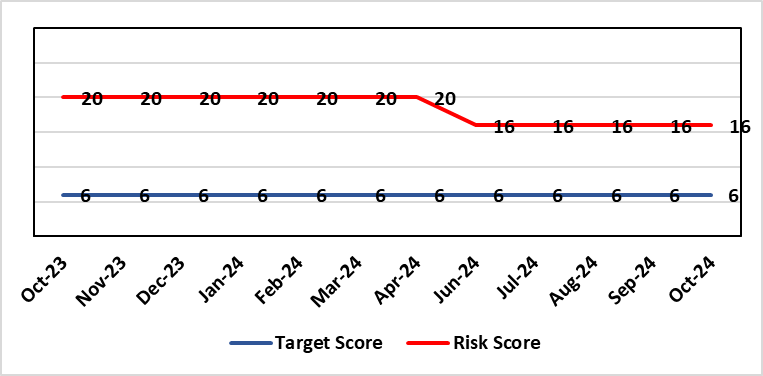 20 20 20 20 20 20 20 16 16 16 16 16
6 6 6 6 6 6 6 6 6 6 6 6
Oct-23 Nov-23 Dec-23 Jan-24 Feb-24 Mar-24 Apr-24 Jun-24 Jul-24 Aug-24 Sep-24 Oct-24
Target Score Risk Score